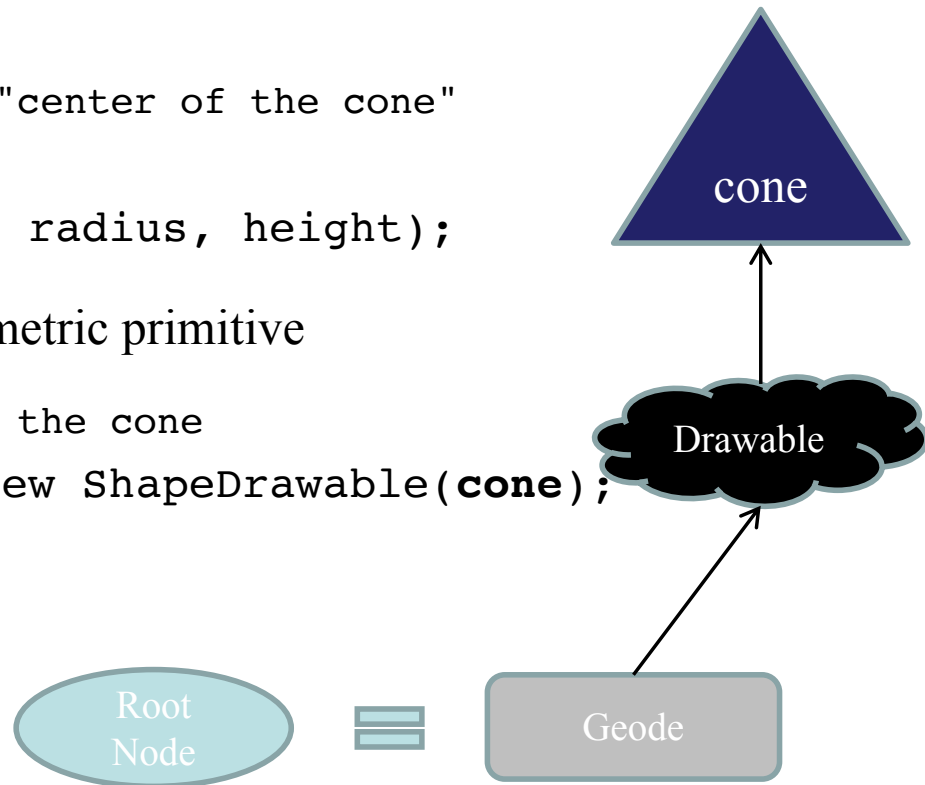 "center of the cone"
cone
radius, height);
metric primitive
the cone
Drawable
ew ShapeDrawable(cone);
Root
Node
Geode